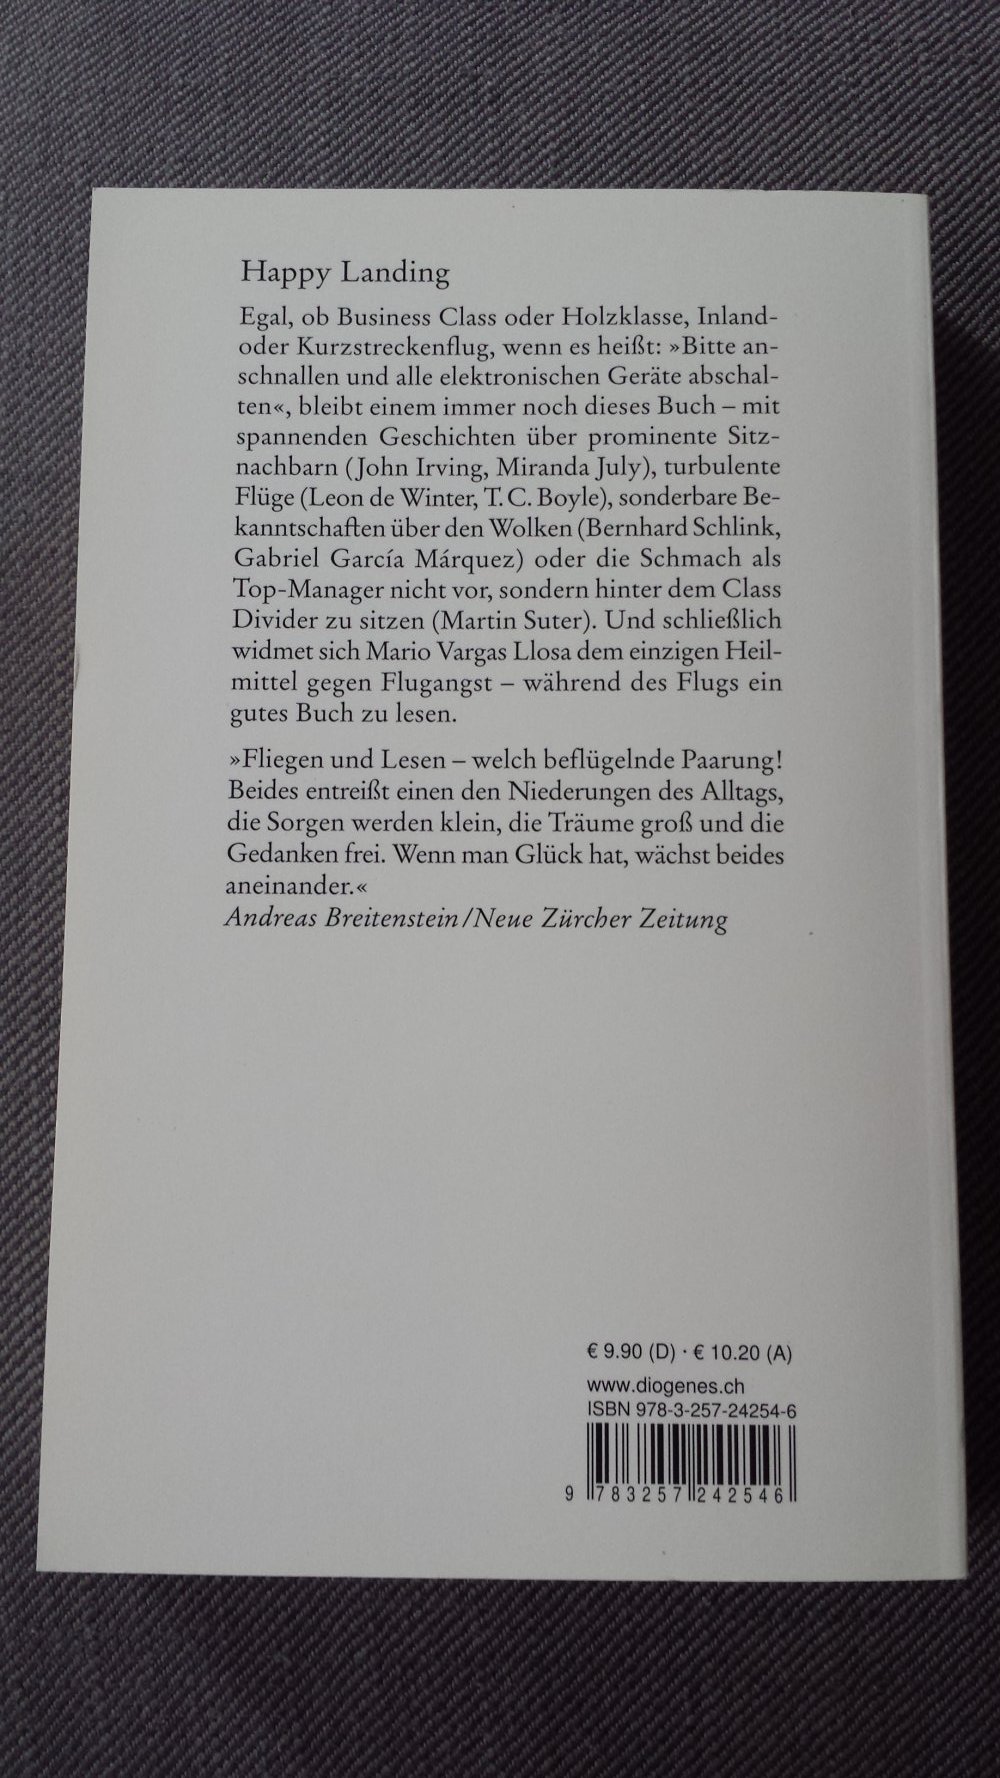 Happy Landing
Egal, ob Business Class oder Holzklasse, Inland-
oder Kurzstreckenflug, wenn es heißt: »Bitte an-
schnallen und alle elektronischen Geräte abschal-
ten«, bleibt einem immer noch dieses Buch – mit
spannenden Geschichten über prominente Sitz-
nachbarn (John Irving, Miranda July), turbulente
Flüge (Leon de Winter, T. C. Boyle), sonderbare Be-
kanntschaften über den Wolken (Bernhard Schlink,
Gabriel García Márquez) oder die Schmach als
Top-Manager nicht vor, sondern hinter dem Class
Divider zu sitzen (Martin Suter). Und schließlich
widmet sich Mario Vargas Llosa dem einzigen Heil-
mittel gegen Flugangst – während des Flugs ein
gutes Buch zu lesen.
»Fliegen und Lesen – welch beflügelnde Paarung!
Beides entreißt einen den Niederungen des Alltags,
die Sorgen werden klein, die Träume groß und die
Gedanken frei. Wenn man Glück hat, wächst beides
aneinander.«
Andreas Breitenstein/Neue Zürcher Zeitung
€ 9.90 (D) · € 10.20 (A)
www.diogenes.ch
ISBN 978-3-257-24254-6
9 783257 242546